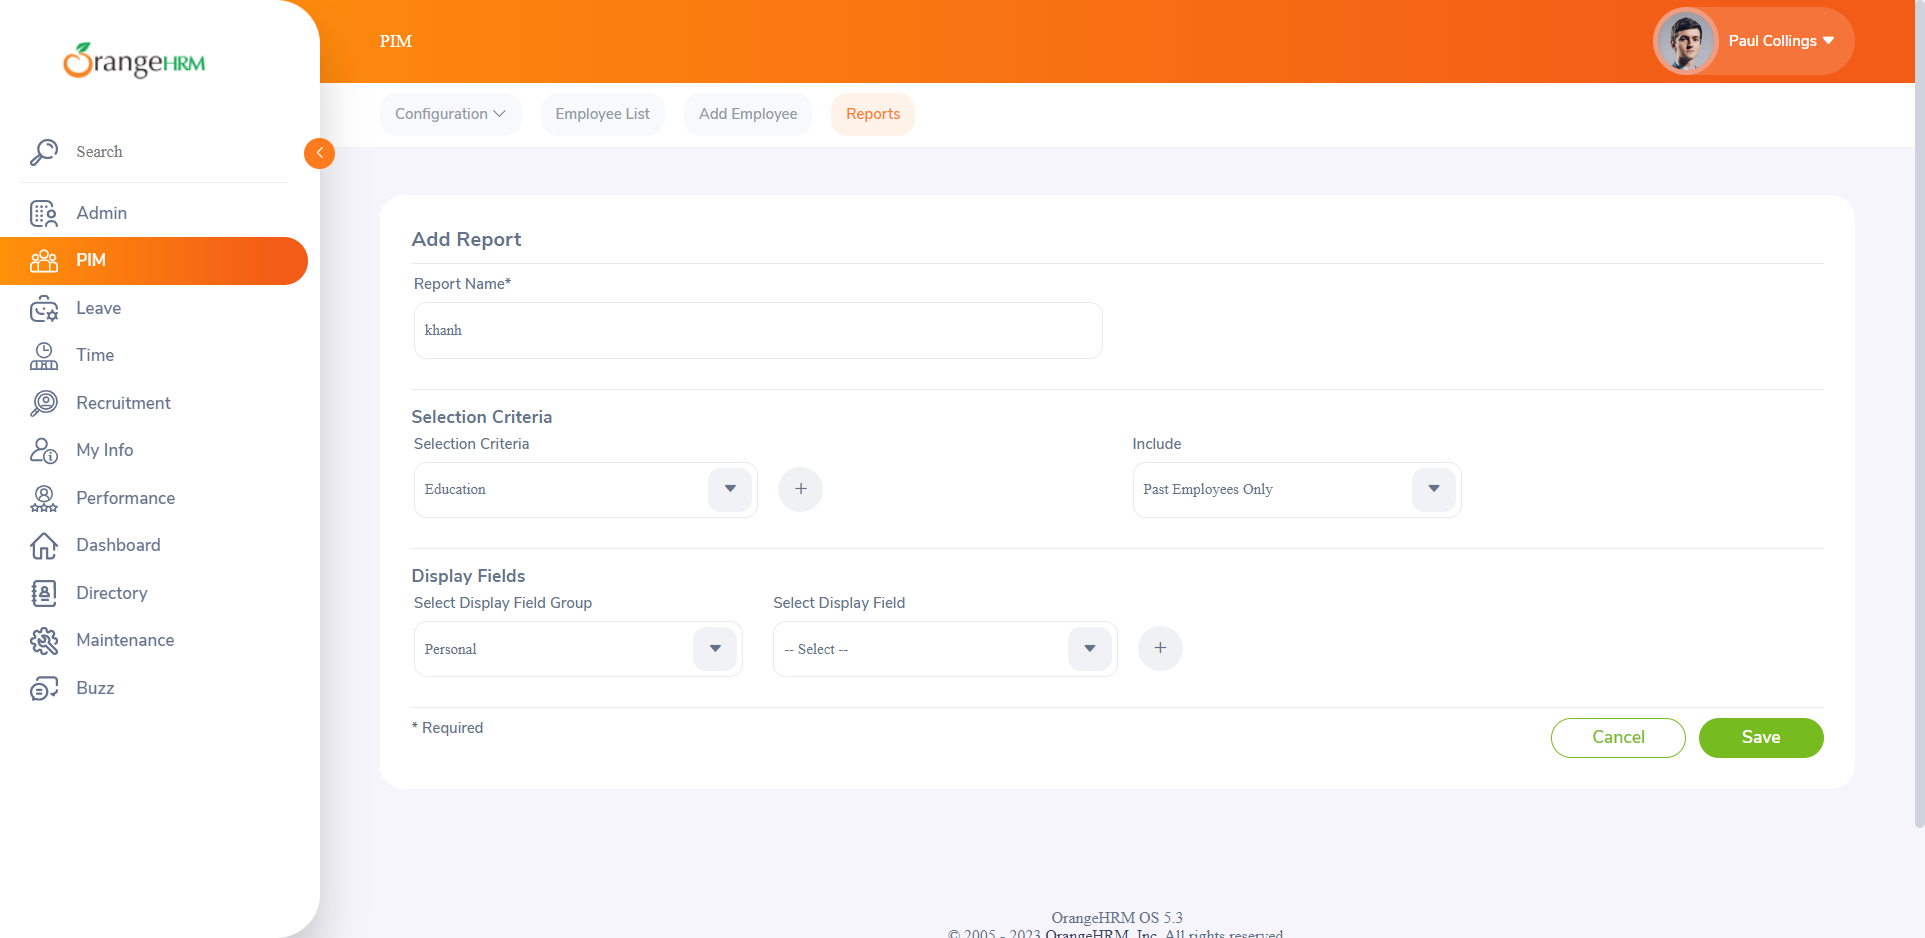 PIM
Paul Collings
OrangeHRM
Configuration
Employee List
Add Employee
Reports
Search
Admin
PIM
Leave
Time
Recruitment
My Info
Performance
Dashboard
Directory
Maintenance
Buzz
Add Report
Report Name*
khanh
Selection Criteria
Selection Criteria
Include
Education
+
Past Employees Only
Display Fields
Select Display Field Group
Select Display Field
Personal
-- Select --
+
* Required
Cancel
Save
OrangeHRM OS 5.3
© 2005 - 2023 OrangeHRM, Inc. All rights reserved